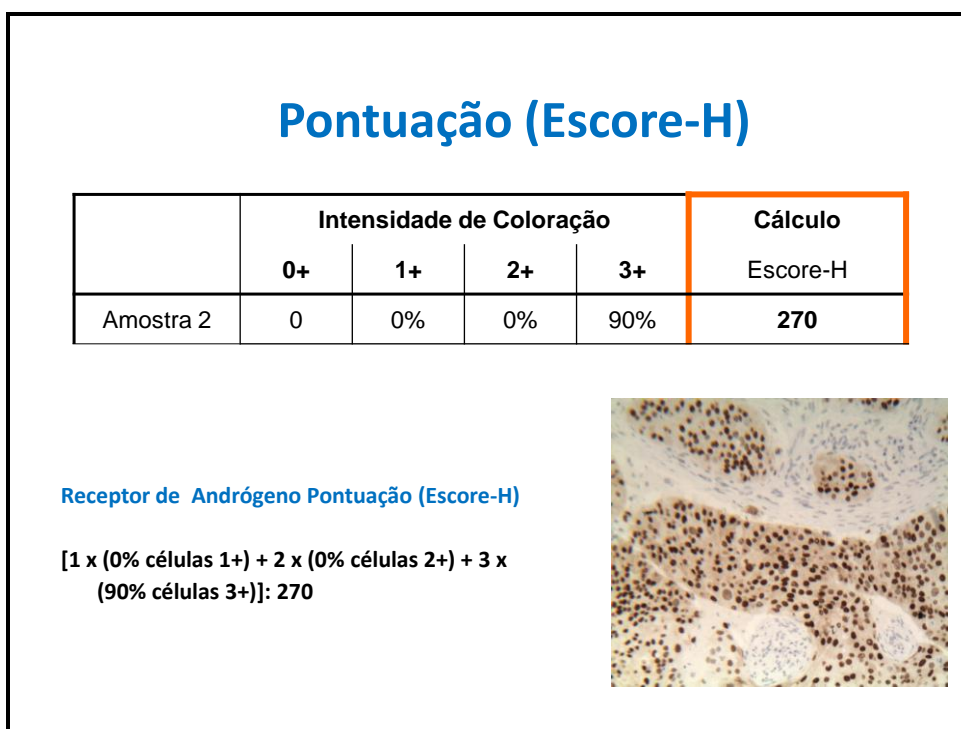 Pontuação (Escore-H)
Intensidade de Coloração Cálculo
0+ 1+ 2+ 3+ Escore-H
Amostra 2 0 0% 0% 90% 270
Receptor de Andrógeno Pontuação (Escore-H)
[1 x (0% células 1+) + 2 x (0% células 2+) + 3 x
(90% células 3+)]: 270